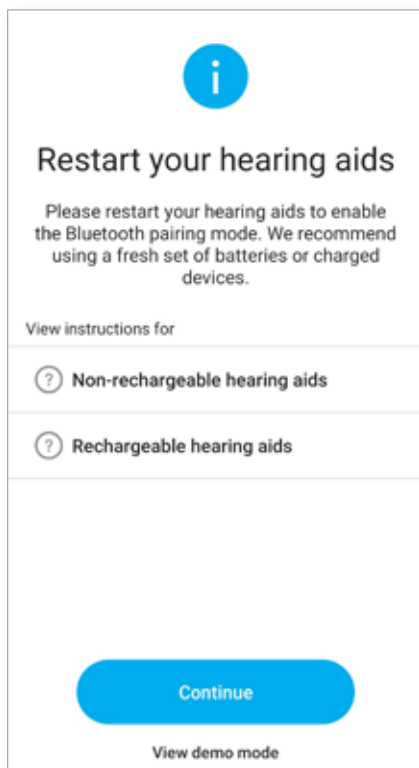 i
Restart your hearing aids
Please restart your hearing aids to enable
the Bluetooth pairing mode. We recommend
using a fresh set of batteries or charged
devices.
View instructions for
? Non-rechargeable hearing aids
? Rechargeable hearing aids
Continue
View demo mode